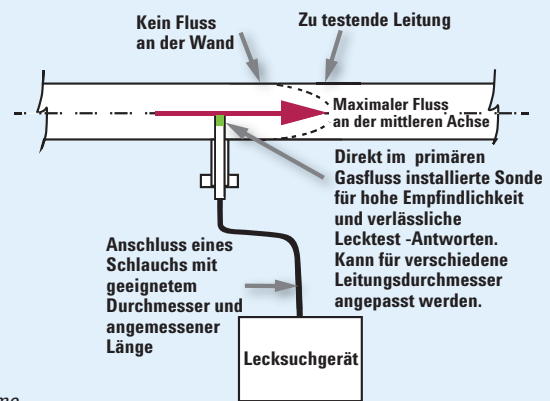 Kein Fluss
an der Wand
Zu testende Leitung
Maximaler Fluss
an der mittleren Achse
Direkt im primären
Gasfluss installierte Sonde
für hohe Empfindlichkeit
und verlässliche
Lecktest -Antworten.
Kann für verschiedene
Leitungsdurchmesser
angepasst werden.
Anschluss eines
Schlauchs mit
geeignetem
Durchmesser und
angemessener
Länge
Lecksuchgerät